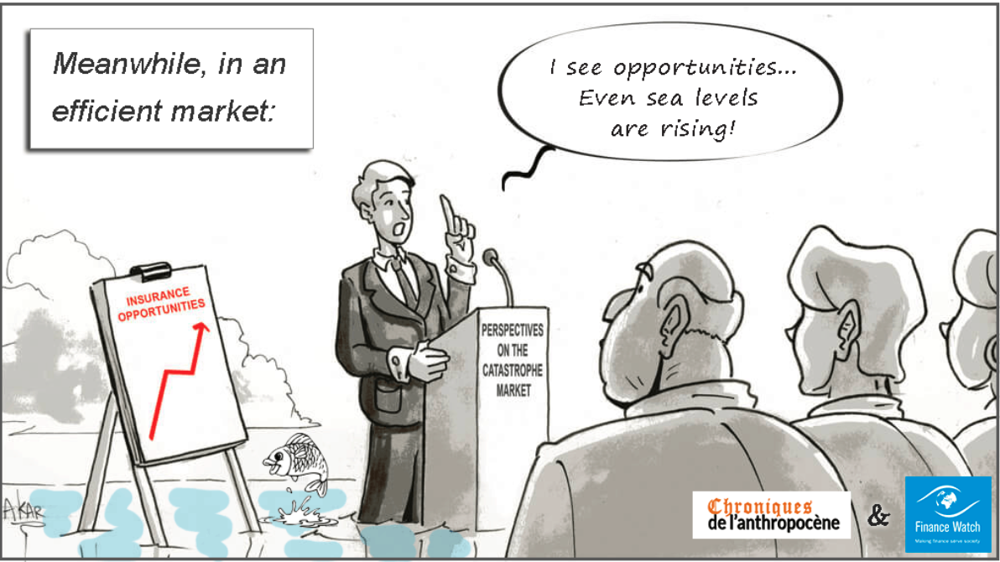 Meanwhile, in an
efficient market:
I see opportunities...
Even sea levels
are rising!
INSURANCE
OPPORTUNITIES
PERSPECTIVES
ON THE
CATASTROPHE
MARKET
AKAR
Chroniques
de l'anthropocène
&
Finance Watch
Making finance serve society